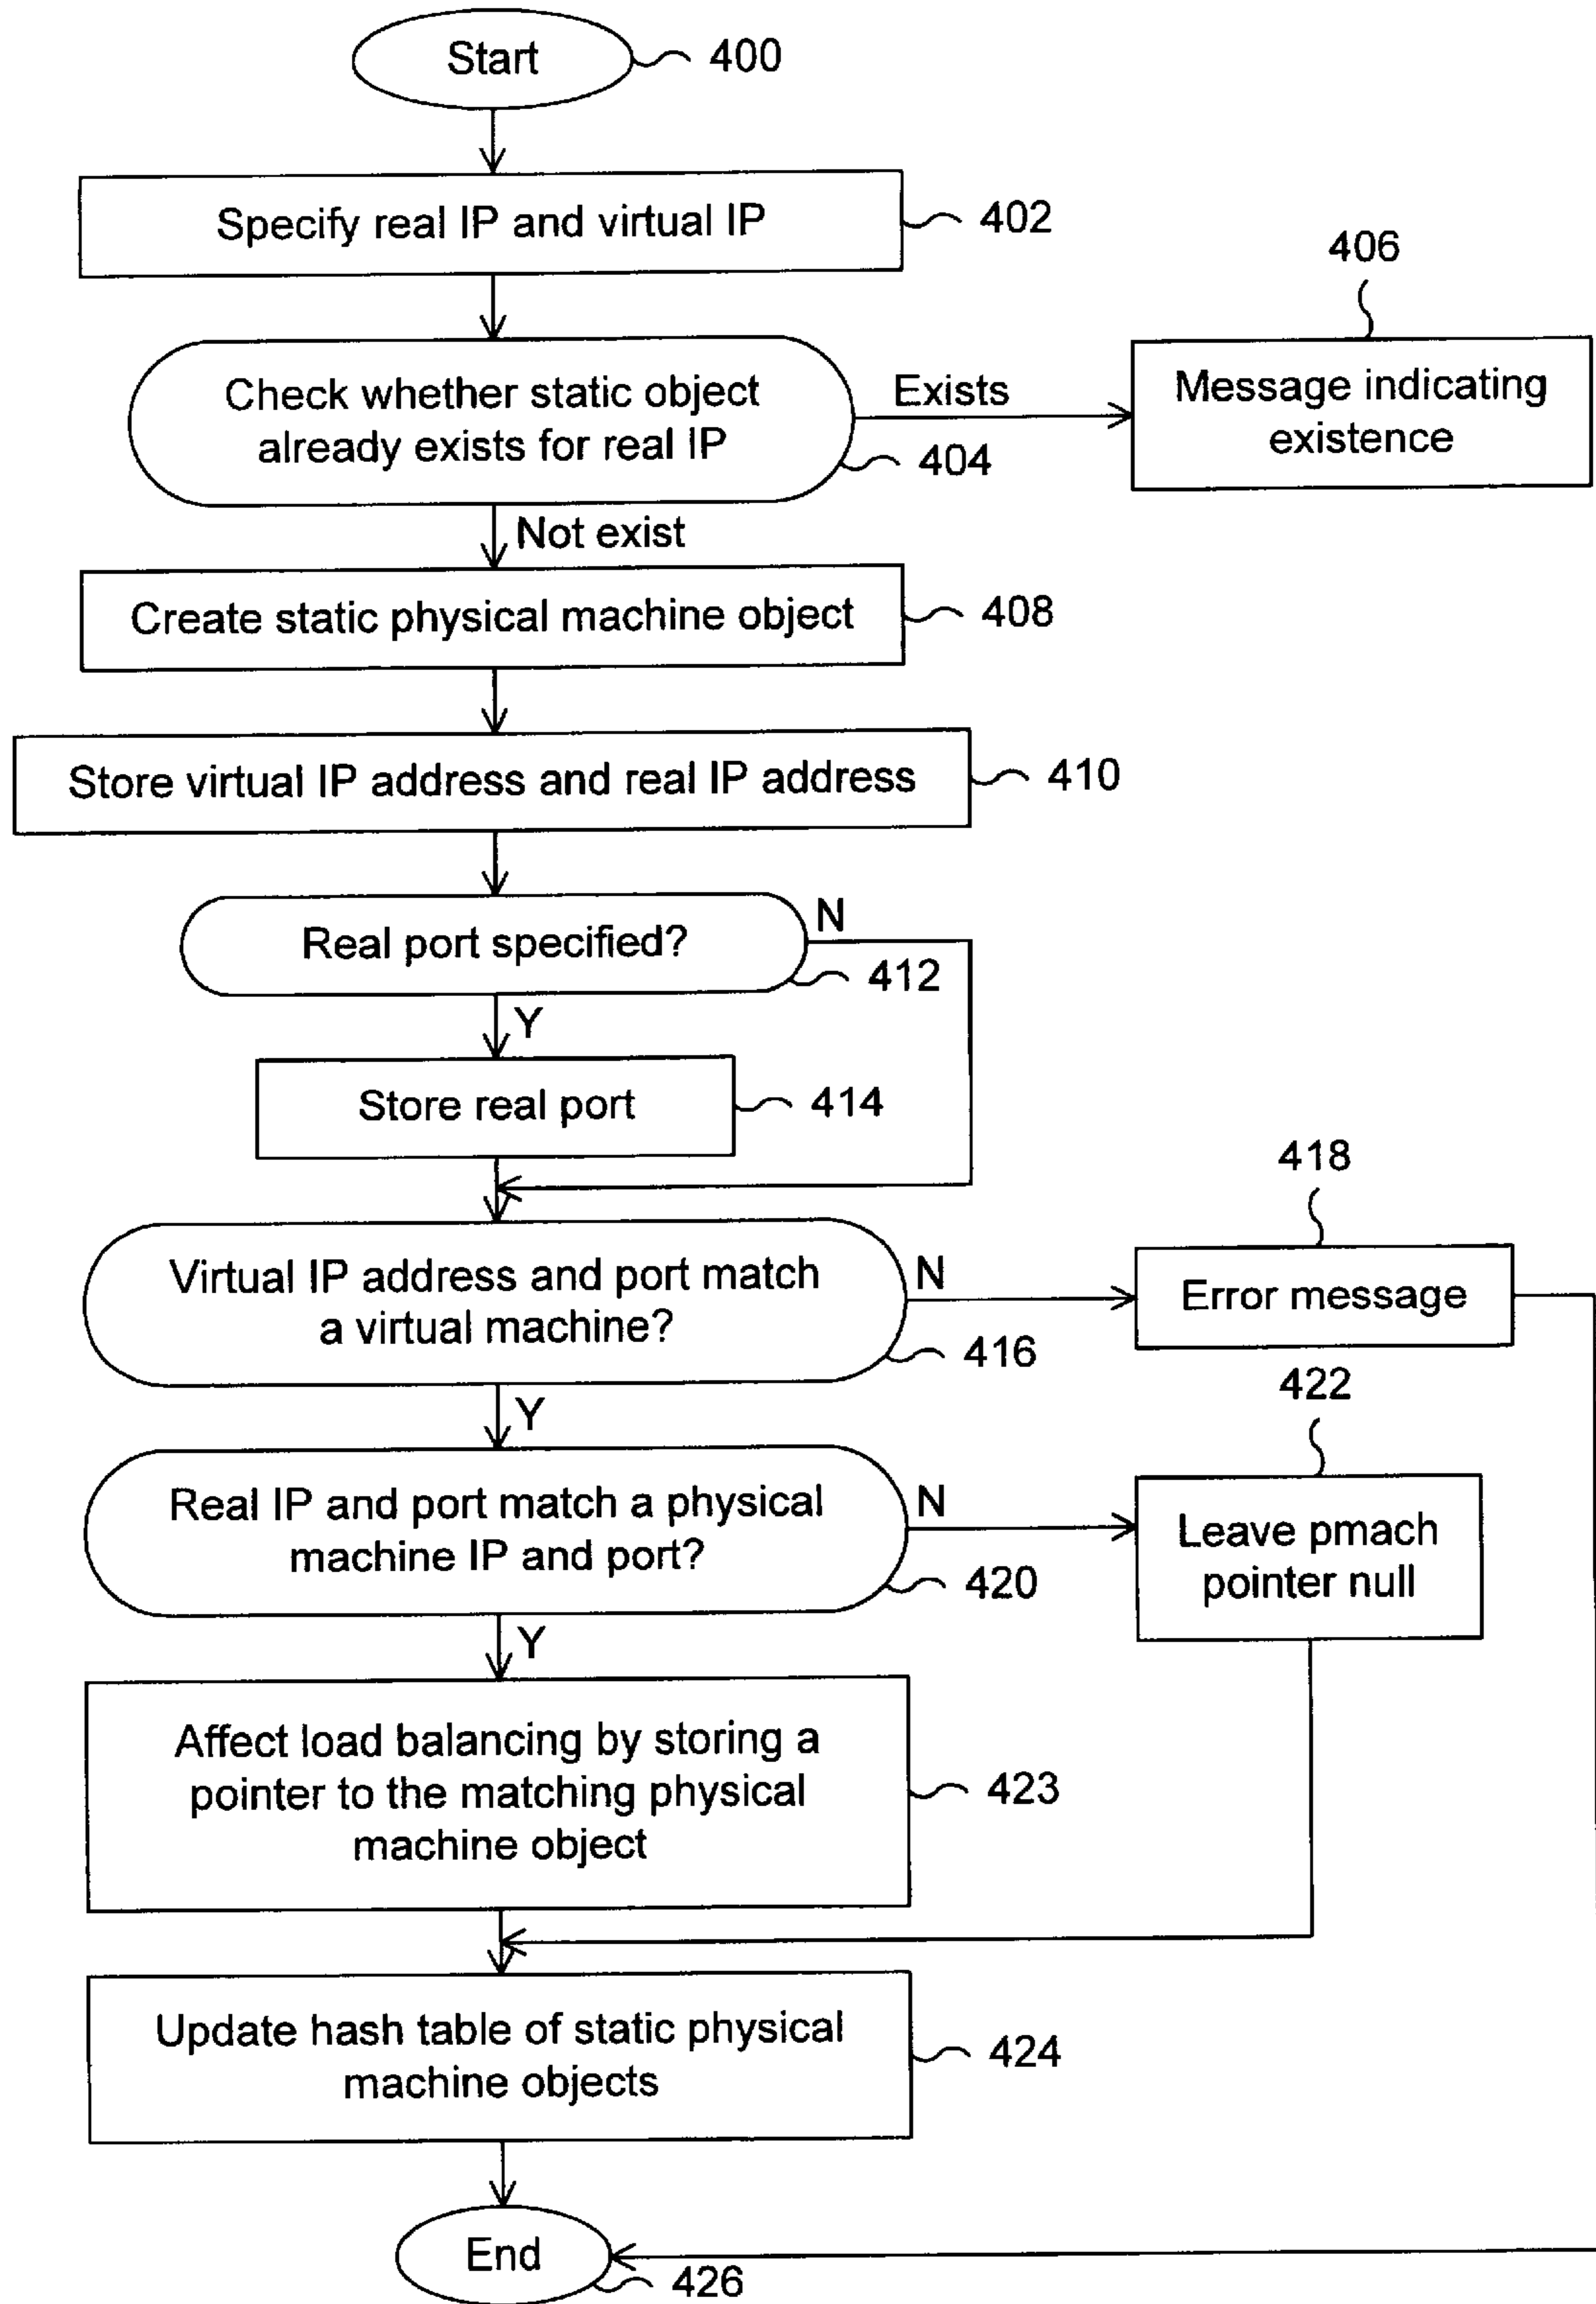 Start
400
Specify real IP and virtual IP
402
406
Check whether static object
already exists for real IP
404
Exists
Message indicating
existence
Not exist
Create static physical machine object
408
Store virtual IP address and real IP address
410
Real port specified?
N
412
Y
Store real port
414
418
Virtual IP address and port match
a virtual machine?
N
416
Error message
Y
422
Real IP and port match a physical
machine IP and port?
N
420
Leave pmach
pointer null
Y
Affect load balancing by storing a
pointer to the matching physical
machine object
423
Update hash table of static physical
machine objects
424
End
426